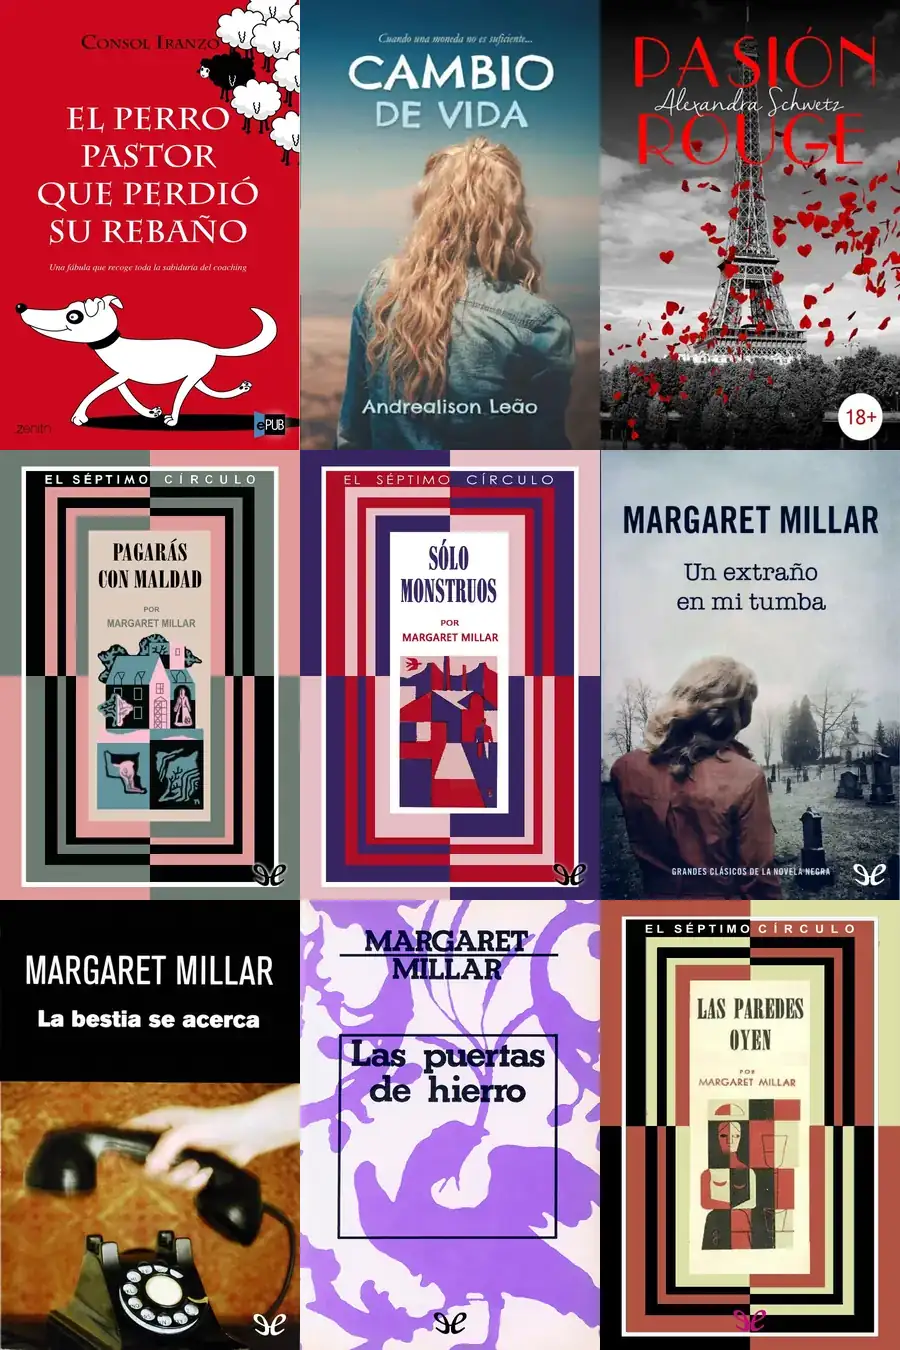 CONSOL IRANZO
EL PERRO
PASTOR
QUE PERDIÓ
SU REBAÑO
Una fábula que recoge toda la sabiduría del coaching
zenith
ePUB
Cuando una moneda no es suficiente...
CAMBIO
DE VIDA
Andrealison Leão
PASIÓN
Alexandra Schwetz
ROUGE
18+
EL SÉPTIMO CÍRCULO
PAGARÁS
CON MALDAD
POR
MARGARET MILLAR
EL SÉPTIMO CÍRCULO
SÓLO
MONSTRUOS
POR
MARGARET MILLAR
MARGARET MILLAR
Un extraño
en mi tumba
GRANDES CLÁSICOS DE LA NOVELA NEGRA
MARGARET MILLAR
La bestia se acerca
MARGARET
MILLAR
Las puertas
de hierro
EL SÉPTIMO CÍRCULO
LAS PAREDES
OYEN
POR
MARGARET MILLAR